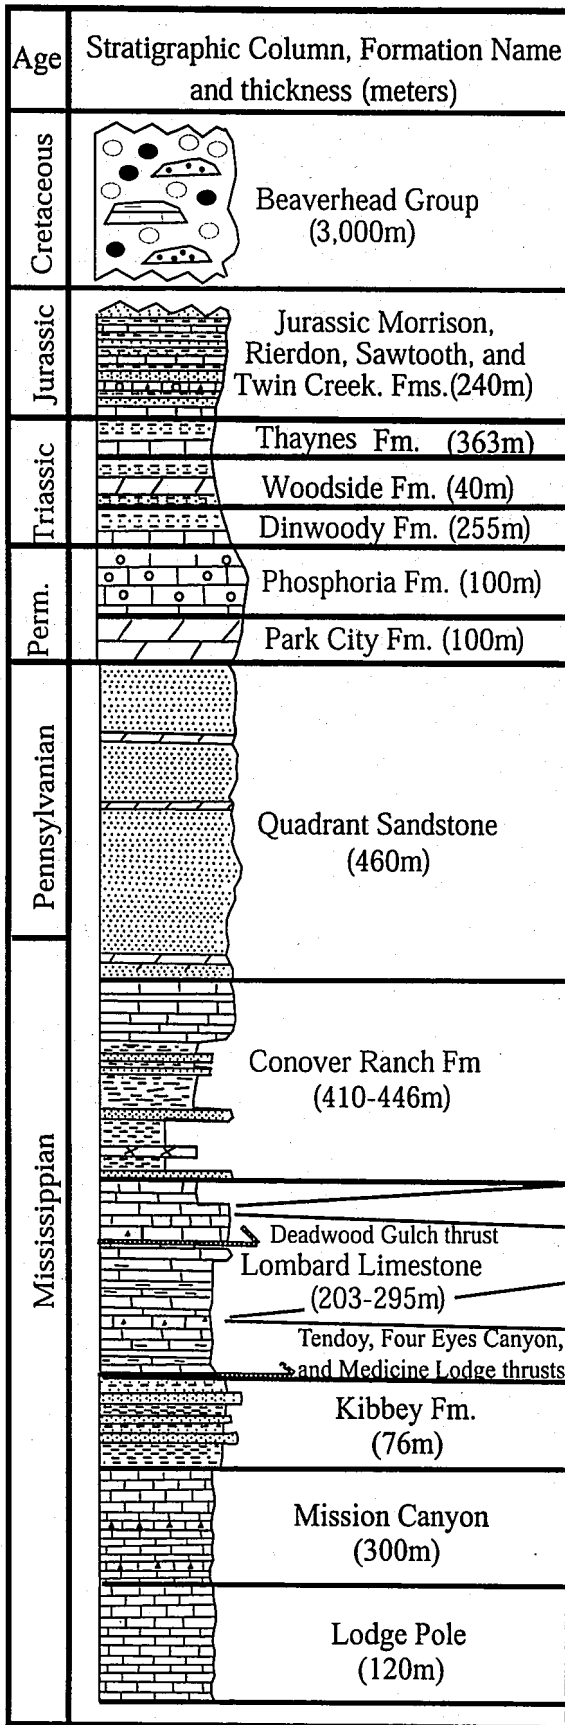 Age
Stratigraphic Column, Formation Name
and thickness (meters)
Cretaceous
Beaverhead Group
(3,000m)
Jurassic
Jurassic Morrison,
Rierdon, Sawtooth, and
Twin Creek. Fms.(240m)
Triassic
Thaynes Fm. (363m)
Woodside Fm. (40m)
Dinwoody Fm. (255m)
Perm.
Phosphoria Fm. (100m)
Park City Fm. (100m)
Pennsylvanian
Quadrant Sandstone
(460m)
Mississippian
Conover Ranch Fm
(410-446m)
Deadwood Gulch thrust
Lombard Limestone
(203-295m)
Tendoy, Four Eyes Canyon,
and Medicine Lodge thrusts
Kibbey Fm.
(76m)
Mission Canyon
(300m)
Lodge Pole
(120m)